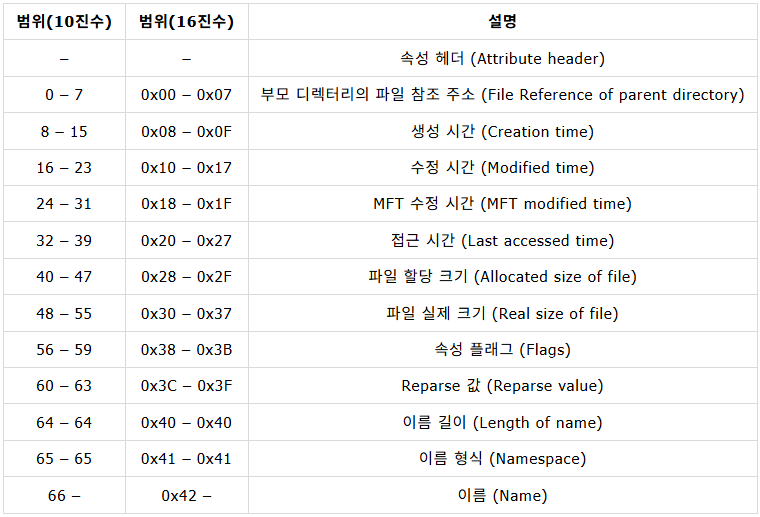 범위(10진수) 범위(16진수) 설명
– – 속성 헤더 (Attribute header)
0 – 7 0x00 – 0x07 부모 디렉터리의 파일 참조 주소 (File Reference of parent directory)
8 – 15 0x08 – 0x0F 생성 시간 (Creation time)
16 – 23 0x10 – 0x17 수정 시간 (Modified time)
24 – 31 0x18 – 0x1F MFT 수정 시간 (MFT modified time)
32 – 39 0x20 – 0x27 접근 시간 (Last accessed time)
40 – 47 0x28 – 0x2F 파일 할당 크기 (Allocated size of file)
48 – 55 0x30 – 0x37 파일 실제 크기 (Real size of file)
56 – 59 0x38 – 0x3B 속성 플래그 (Flags)
60 – 63 0x3C – 0x3F Reparse 값 (Reparse value)
64 – 64 0x40 – 0x40 이름 길이 (Length of name)
65 – 65 0x41 – 0x41 이름 형식 (Namespace)
66 – 0x42 – 이름 (Name)